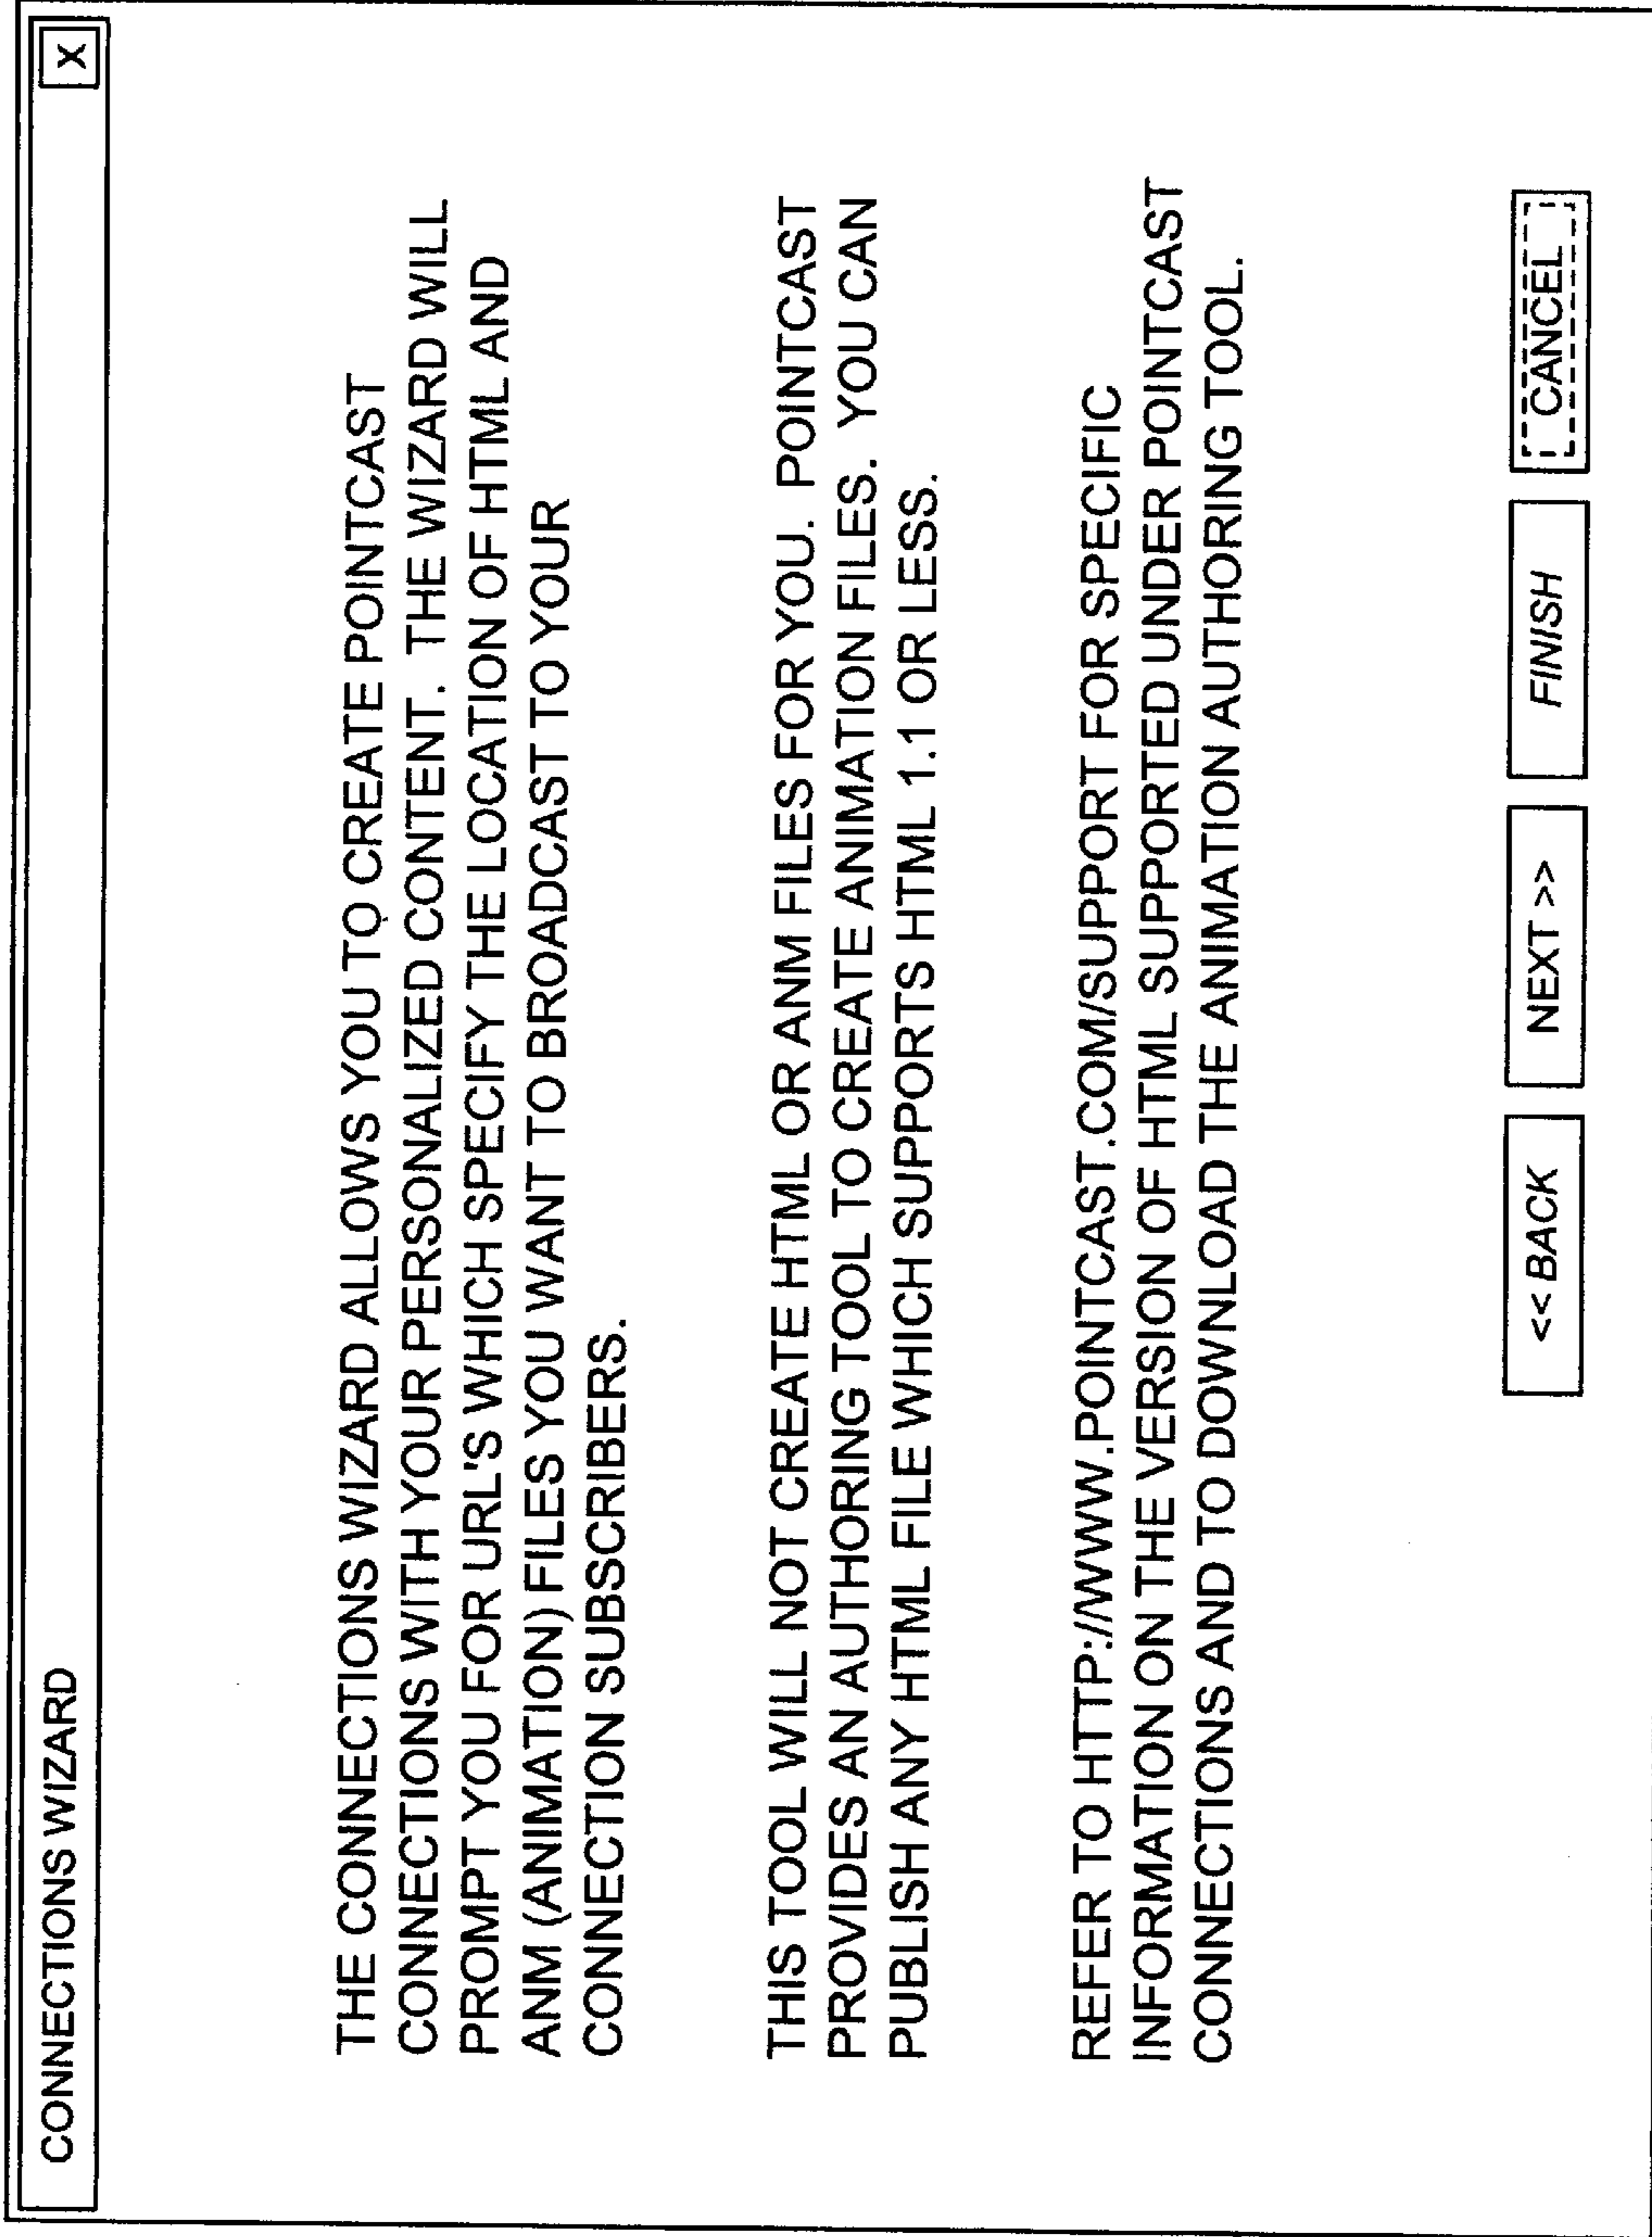 CONNECTIONS WIZARD
X
THE CONNECTIONS WIZARD ALLOWS YOU TO CREATE POINTCAST
CONNECTIONS WITH YOUR PERSONALIZED CONTENT. THE WIZARD WILL
PROMPT YOU FOR URL'S WHICH SPECIFY THE LOCATION OF HTML AND
ANM (ANIMATION) FILES YOU WANT TO BROADCAST TO YOUR
CONNECTION SUBSCRIBERS.
THIS TOOL WILL NOT CREATE HTML OR ANM FILES FOR YOU. POINTCAST
PROVIDES AN AUTHORING TOOL TO CREATE ANIMATION FILES. YOU CAN
PUBLISH ANY HTML FILE WHICH SUPPORTS HTML 1.1 OR LESS.
REFER TO HTTP://WWW.POINTCAST.COM/SUPPORT FOR SPECIFIC
INFORMATION ON THE VERSION OF HTML SUPPORTED UNDER POINTCAST
CONNECTIONS AND TO DOWNLOAD THE ANIMATION AUTHORING TOOL.
<< BACK
NEXT >>
FINISH
CANCEL